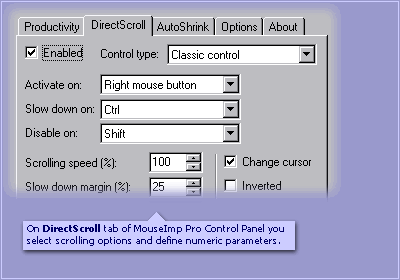 Productivity DirectScroll AutoShrink Options About
Enabled Control type: Classic control
Activate on: Right mouse button
Slow down on: Ctrl
Disable on: Shift
Scrolling speed (%): 100 Change cursor
Slow down margin (%): 25 Inverted
On DirectScroll tab of MouseImp Pro Control Panel you
select scrolling options and define numeric parameters.